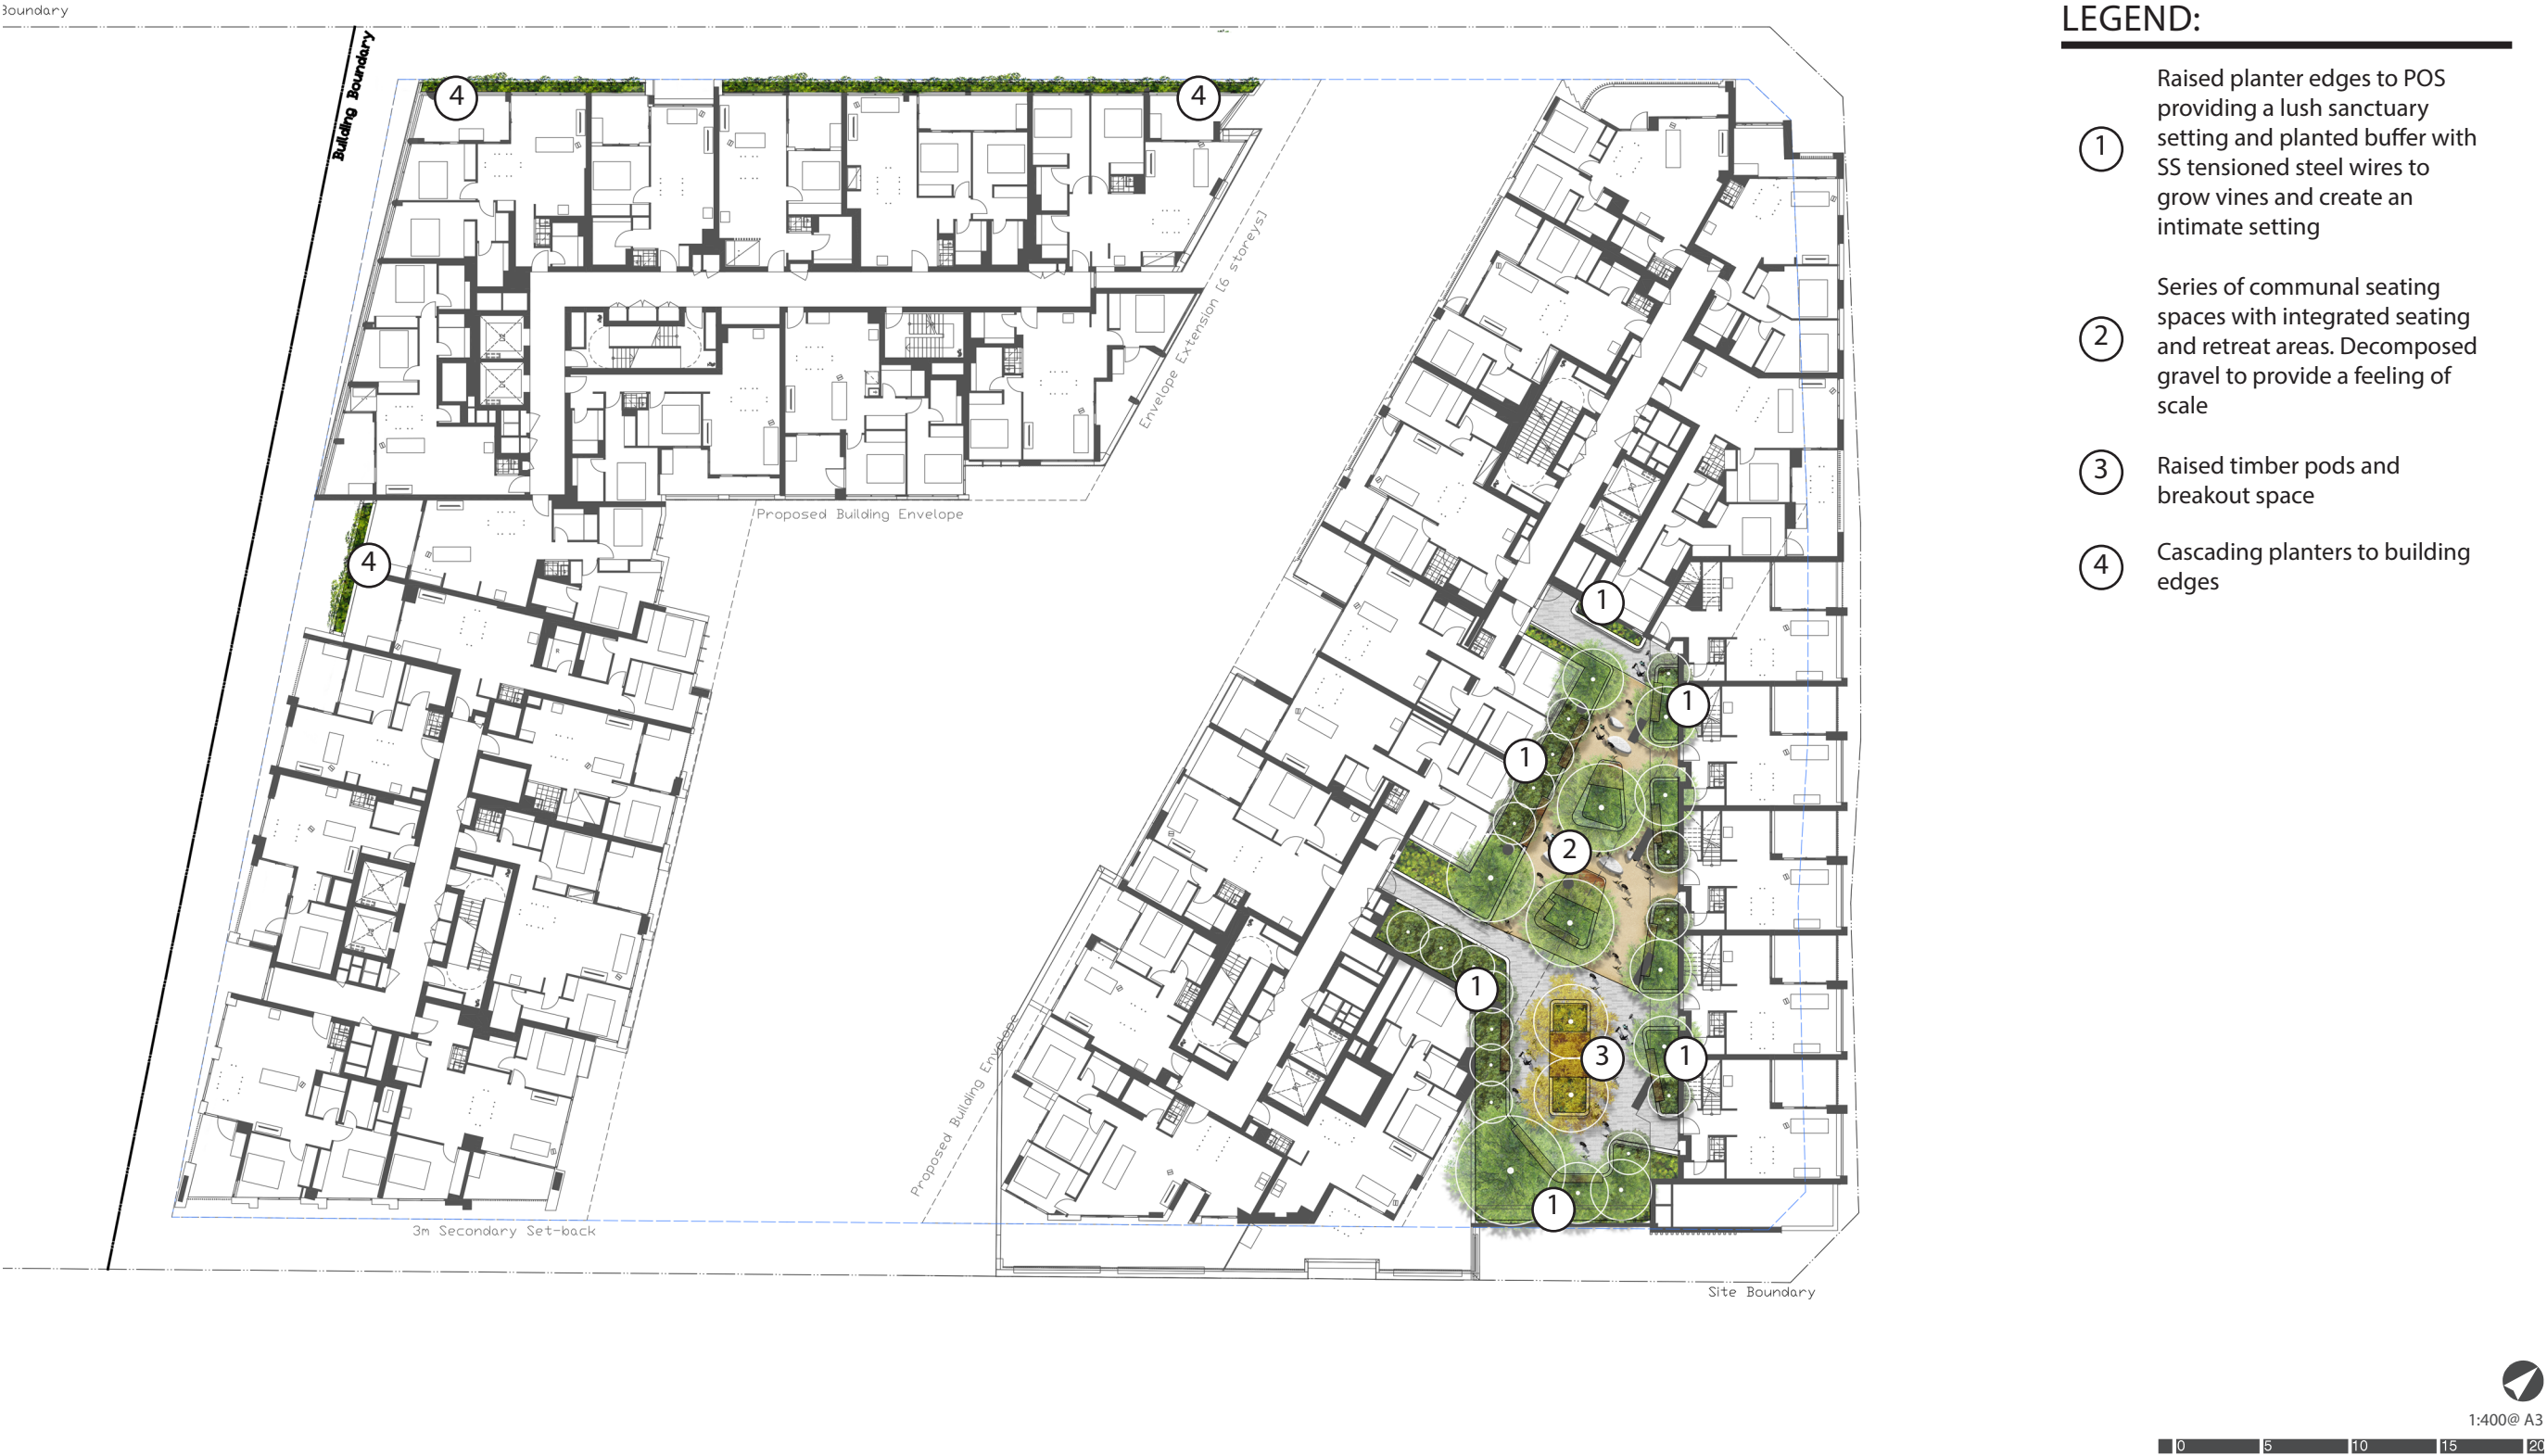 Boundary
Building Boundary
4
4
Envelope Extension [6 storeys]
Proposed Building Envelope
4
1
1
1
2
1
3
1
1
Proposed Building Envelope
3m Secondary Set-back
Site Boundary
LEGEND:
1
Raised planter edges to POS
providing a lush sanctuary
setting and planted buffer with
SS tensioned steel wires to
grow vines and create an
intimate setting
2
Series of communal seating
spaces with integrated seating
and retreat areas. Decomposed
gravel to provide a feeling of
scale
3
Raised timber pods and
breakout space
4
Cascading planters to building
edges
1:400@ A3
0 5 10 15 20